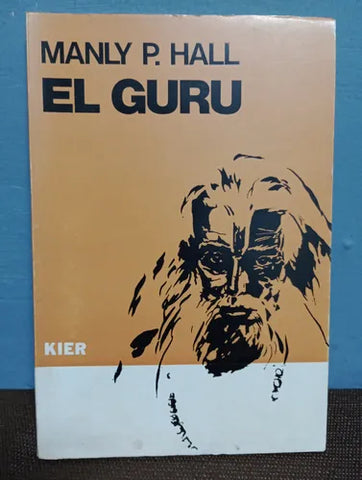 MANLY P. HALL
EL GURU
KIER